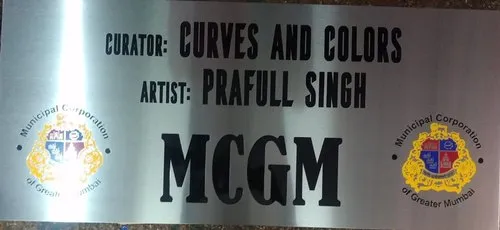 CURATOR: CURVES AND COLORS
ARTIST: PRAFULL SINGH
MCGM
Municipal Corporation
of Greater Mumbai
Municipal Corporation
of Greater Mumbai